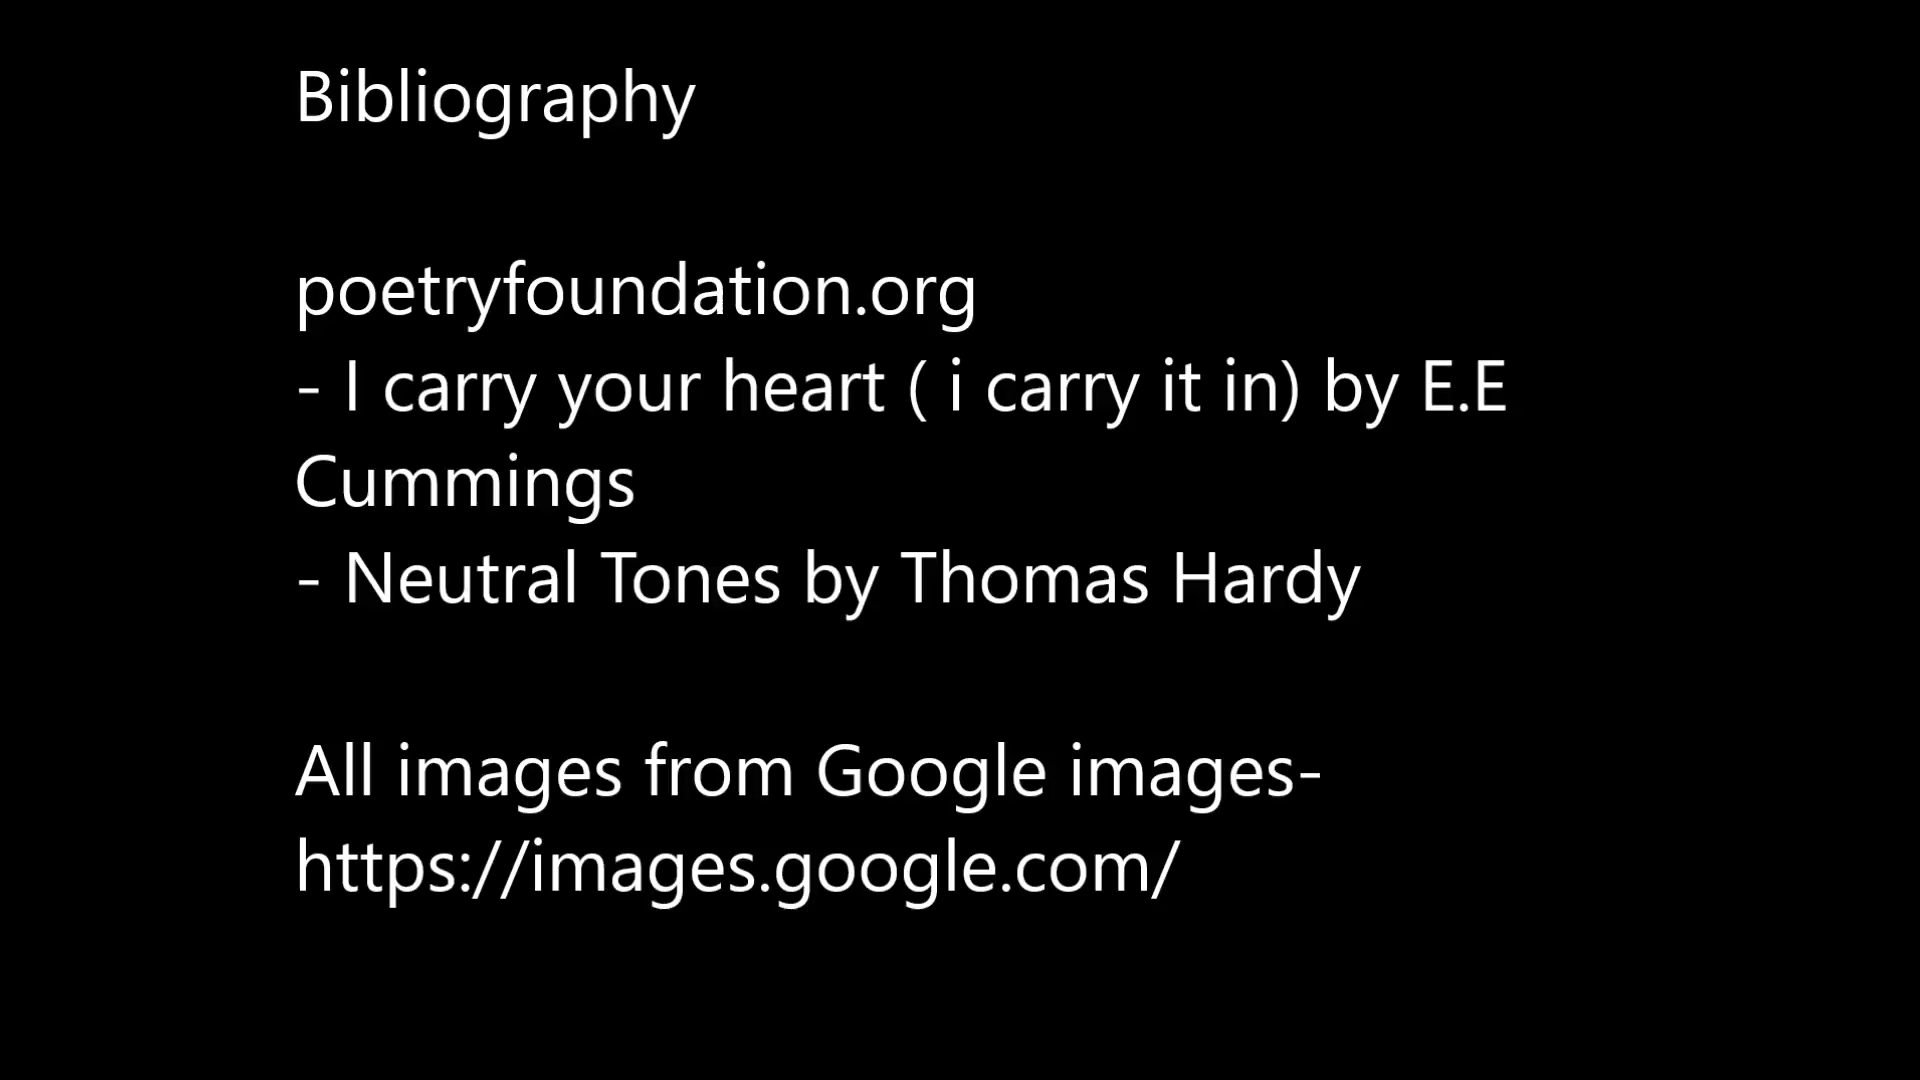 Bibliography
poetryfoundation.org
- I carry your heart ( i carry it in) by E.E
Cummings
- Neutral Tones by Thomas Hardy
All images from Google images-
https://images.google.com/